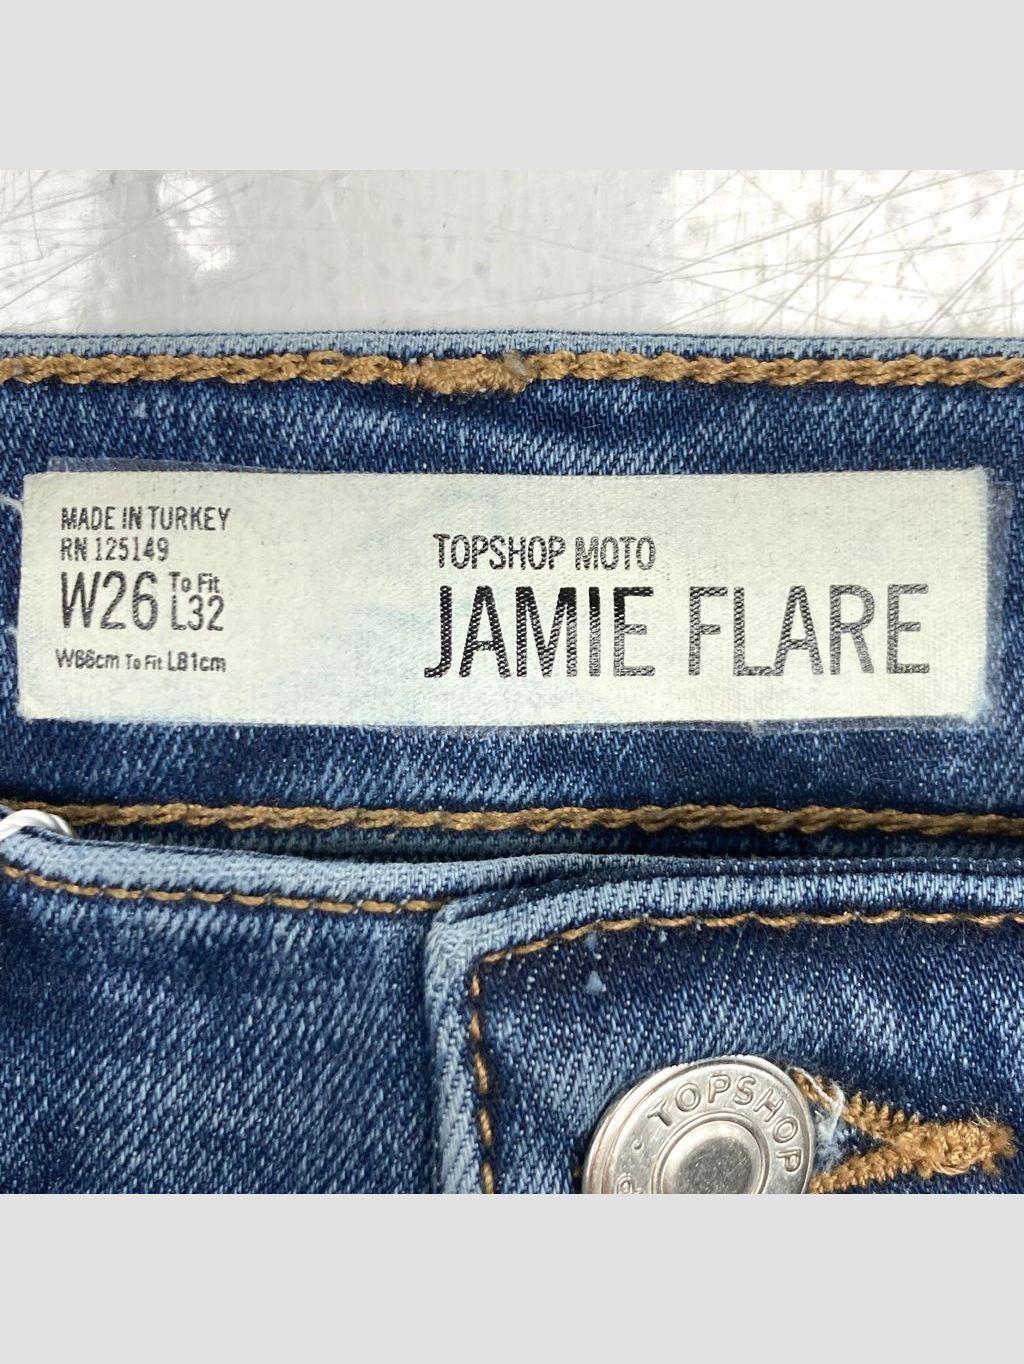 MADE IN TURKEY
RN 125149
W26 To Fit L32
W66cm To Fit L81cm
TOPSHOP MOTO
JAMIE FLARE
TOPSHOP